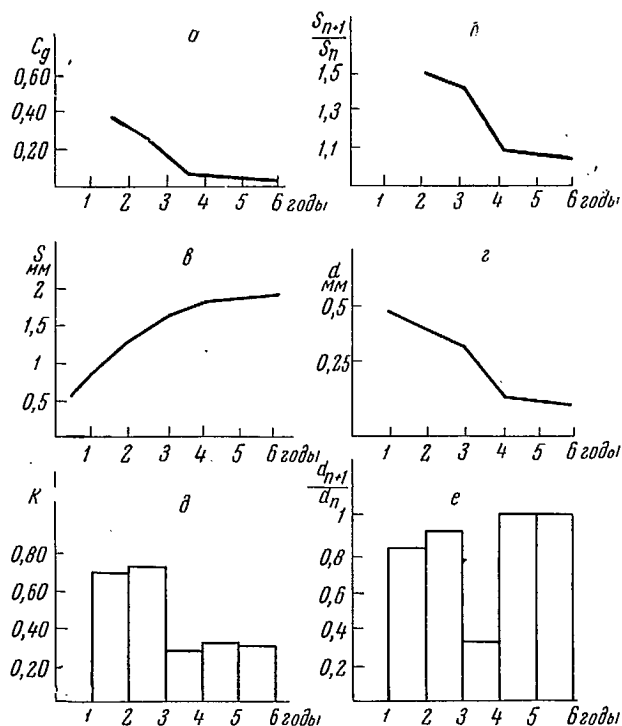 а
C_g
0,60
0,40
0,20
1 2 3 4 5 6 годы
б
S_{n+1}
S_n
1,5
1,3
1,1
1 2 3 4 5 6 годы
в
S
мм
2
1,5
1
0,5
1 2 3 4 5 6 годы
г
d
мм
0,5
0,25
1 2 3 4 5 6 годы
д
K
0,80
0,60
0,40
0,20
1 2 3 4 5 6 годы
е
d_{n+1}
d_n
1
0,8
0,6
0,4
0,2
1 2 3 4 5 6 годы